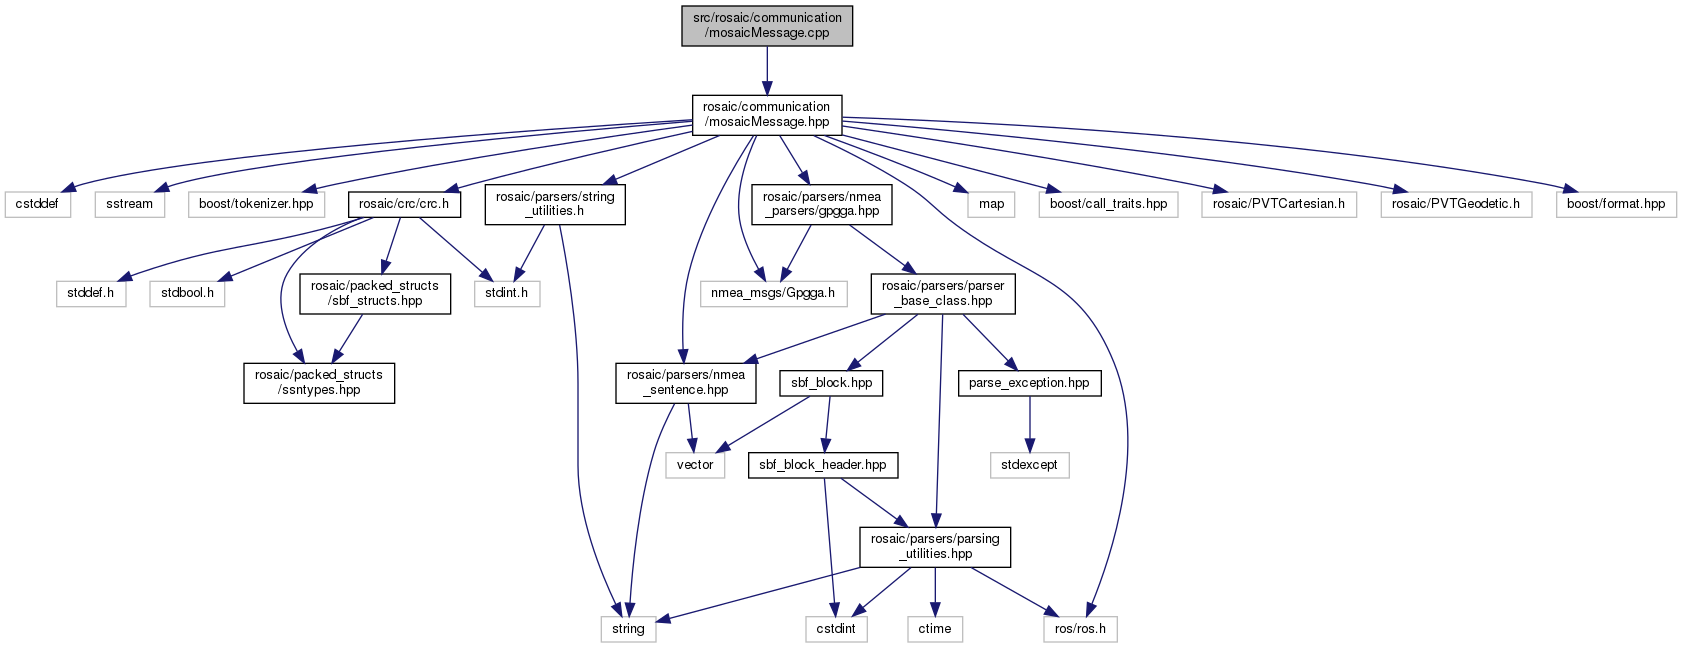 src/rosaic/communication
/mosaicMessage.cpp
rosaic/communication
/mosaicMessage.hpp
cstddef
sstream
boost/tokenizer.hpp
rosaic/crc/crc.h
rosaic/parsers/string
_utilities.h
rosaic/parsers/nmea
_parsers/gpgga.hpp
map
boost/call_traits.hpp
rosaic/PVTCartesian.h
rosaic/PVTGeodetic.h
boost/format.hpp
stddef.h
stdbool.h
rosaic/packed_structs
/sbf_structs.hpp
stdint.h
nmea_msgs/Gpgga.h
rosaic/parsers/parser
_base_class.hpp
rosaic/packed_structs
/ssntypes.hpp
rosaic/parsers/nmea
_sentence.hpp
sbf_block.hpp
parse_exception.hpp
vector
sbf_block_header.hpp
stdexcept
rosaic/parsers/parsing
_utilities.hpp
string
cstdint
ctime
ros/ros.h